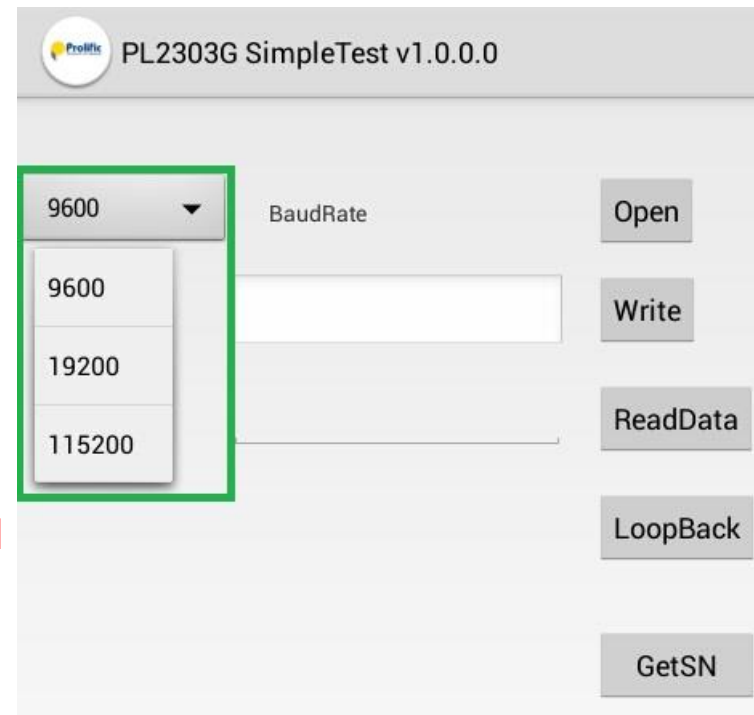 Prolific PL2303G SimpleTest v1.0.0.0
9600 BaudRate Open
9600
Write
19200
ReadData
115200
LoopBack
GetSN